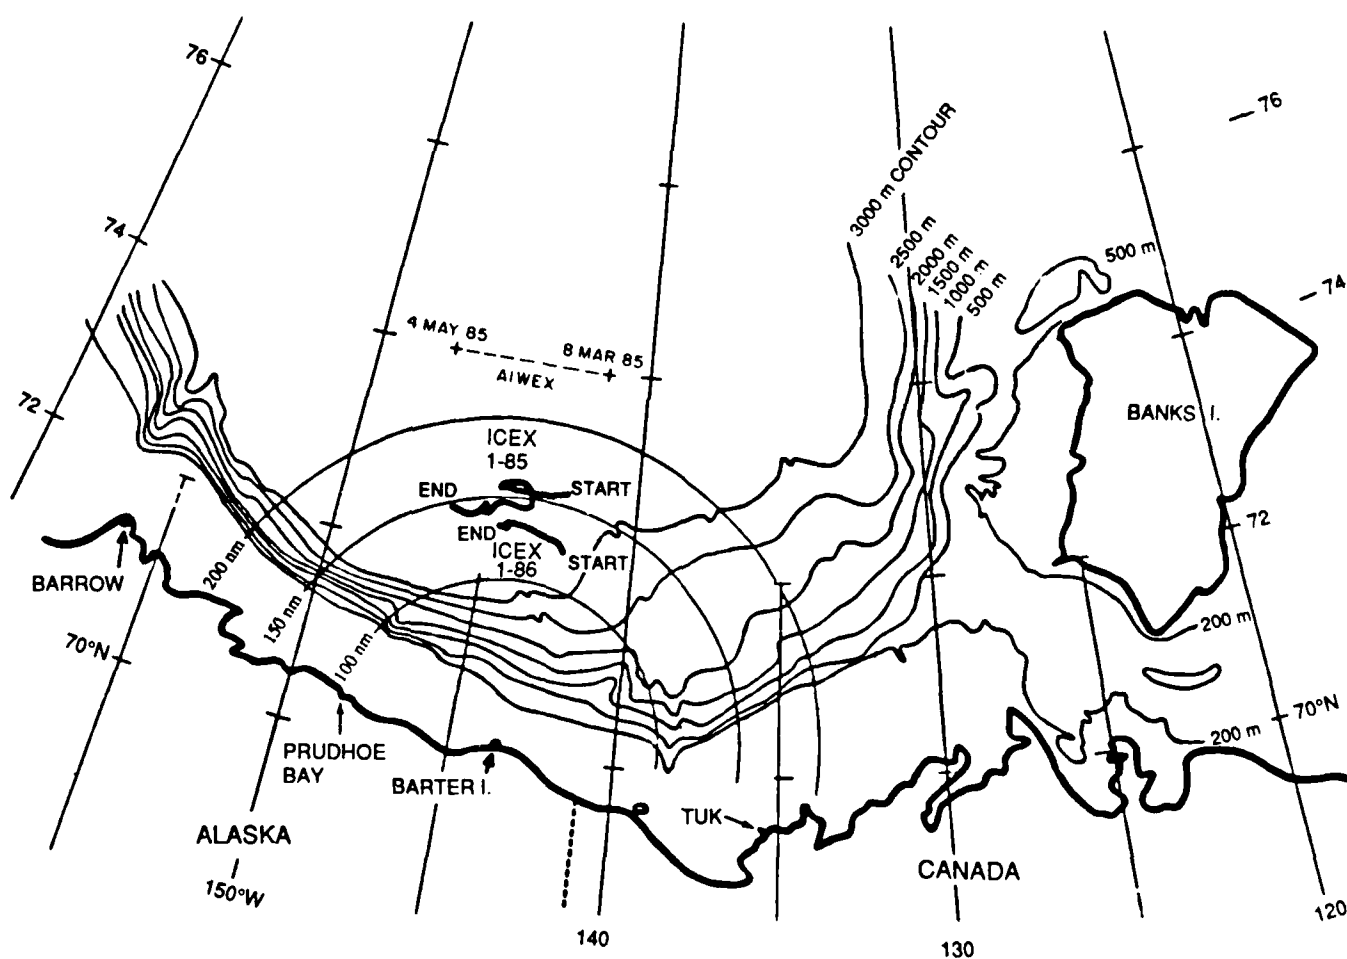 76
76
3000 m CONTOUR
74
2500 m
2000 m
1500 m
1000 m
500 m
500 m
74
4 MAY 85
8 MAR 85
AIWEX
72
BANKS I.
ICEX
1-85
END
START
END
ICEX
1-86
START
72
BARROW
200 nm
150 nm
100 nm
70°N
200 m
70°N
200 m
PRUDHOE
BAY
BARTER I.
TUK
ALASKA
CANADA
150°W
140
130
120